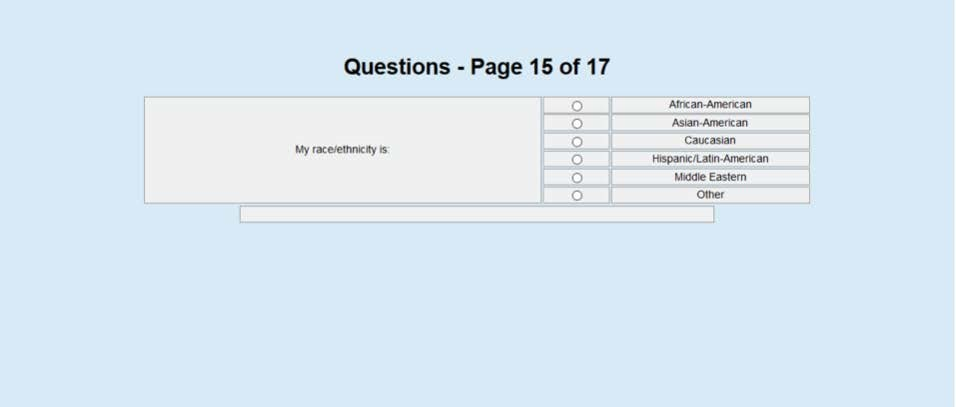 Questions - Page 15 of 17
My race/ethnicity is:
African-American
Asian-American
Caucasian
Hispanic/Latin-American
Middle Eastern
Other